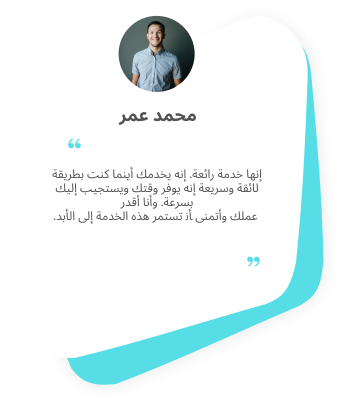 محمد عمر
“
إنها خدمة رائعة. إنه يخدمك أينما كنت بطريقة
لائقة وسريعة إنه يوفر وقتك ويستجيب إليك
بسرعة. وأنا أقدر
عملك وأتمنى أن تستمر هذه الخدمة إلى الأبد.
”